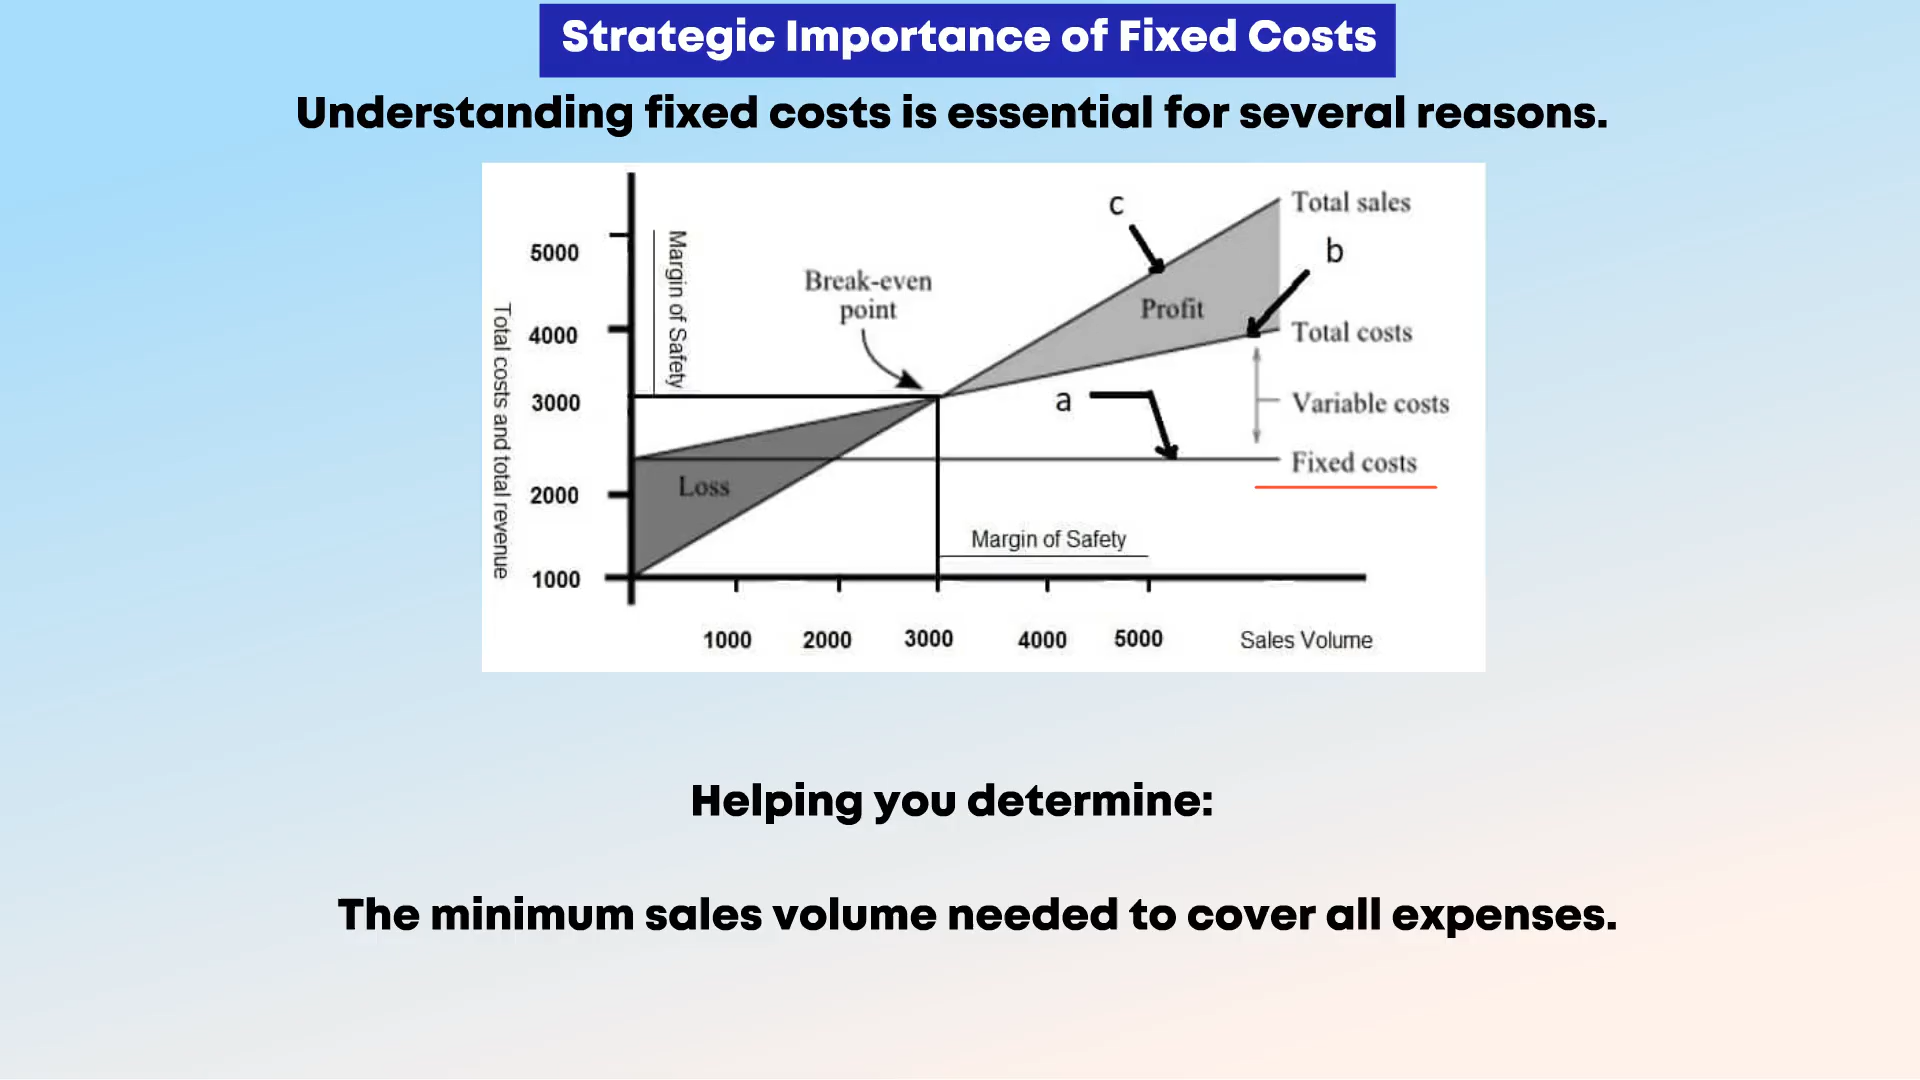 Strategic Importance of Fixed Costs
Understanding fixed costs is essential for several reasons.
Total sales
c
b
5000
Margin of Safety
Break-even
point
Profit
4000
Total costs
Total costs and total revenue
3000
a
Variable costs
Fixed costs
2000
Loss
Margin of Safety
1000
1000 2000 3000 4000 5000 Sales Volume
Helping you determine:
The minimum sales volume needed to cover all expenses.